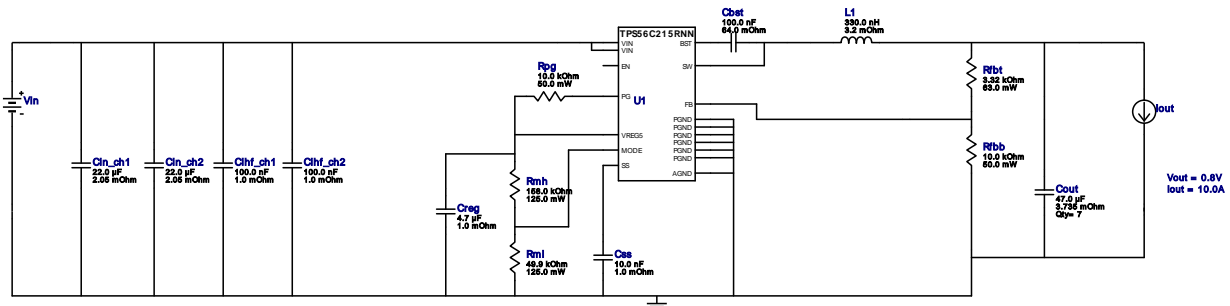 Cbst
100.0 nF
64.0 mOhm
L1
330.0 nH
3.2 mOhm
TPS56C215RNN
VIN
VIN
EN
PG
VREG5
MODE
SS
BST
SW
FB
PGND
PGND
PGND
PGND
PGND
PGND
AGND
U1
Rpg
10.0 kOhm
50.0 mW
Rfbt
3.32 kOhm
63.0 mW
Vin
+
-
Iout
Cin_ch1
22.0 µF
2.05 mOhm
Cin_ch2
22.0 µF
2.05 mOhm
Cihf_ch1
100.0 nF
1.0 mOhm
Cihf_ch2
100.0 nF
1.0 mOhm
Rfbb
10.0 kOhm
50.0 mW
Rmh
158.0 kOhm
125.0 mW
Creg
4.7 µF
1.0 mOhm
Cout
47.0 µF
3.735 mOhm
Qty= 7
Vout = 0.8V
Iout = 10.0A
Rml
49.9 kOhm
125.0 mW
Css
10.0 nF
1.0 mOhm